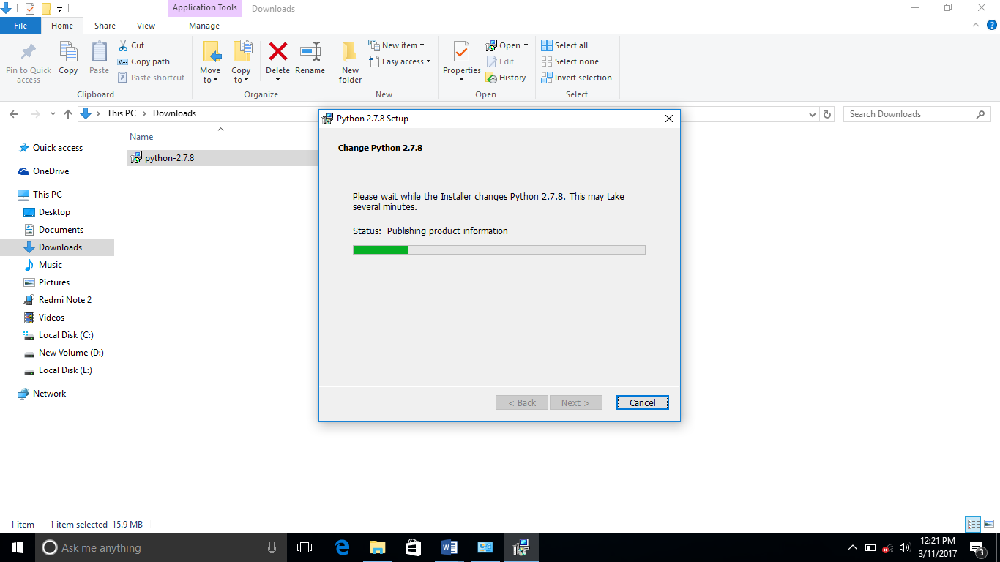 Application Tools
Downloads
File
Home
Share
View
Manage
Pin to Quick access
Copy
Paste
Cut
Copy path
Paste shortcut
Clipboard
Move to
Copy to
Delete
Rename
Organize
New folder
New item
Easy access
New
Properties
Open
Edit
History
Open
Select all
Select none
Invert selection
Select
This PC
Downloads
Search Downloads
Quick access
OneDrive
This PC
Desktop
Documents
Downloads
Music
Pictures
Redmi Note 2
Videos
Local Disk (C:)
New Volume (D:)
Local Disk (E:)
Network
Name
python-2.7.8
Python 2.7.8 Setup
Change Python 2.7.8
Please wait while the Installer changes Python 2.7.8. This may take
several minutes.
Status: Publishing product information
< Back
Next >
Cancel
1 item
1 item selected 15.9 MB
Ask me anything
12:21 PM
3/11/2017
3